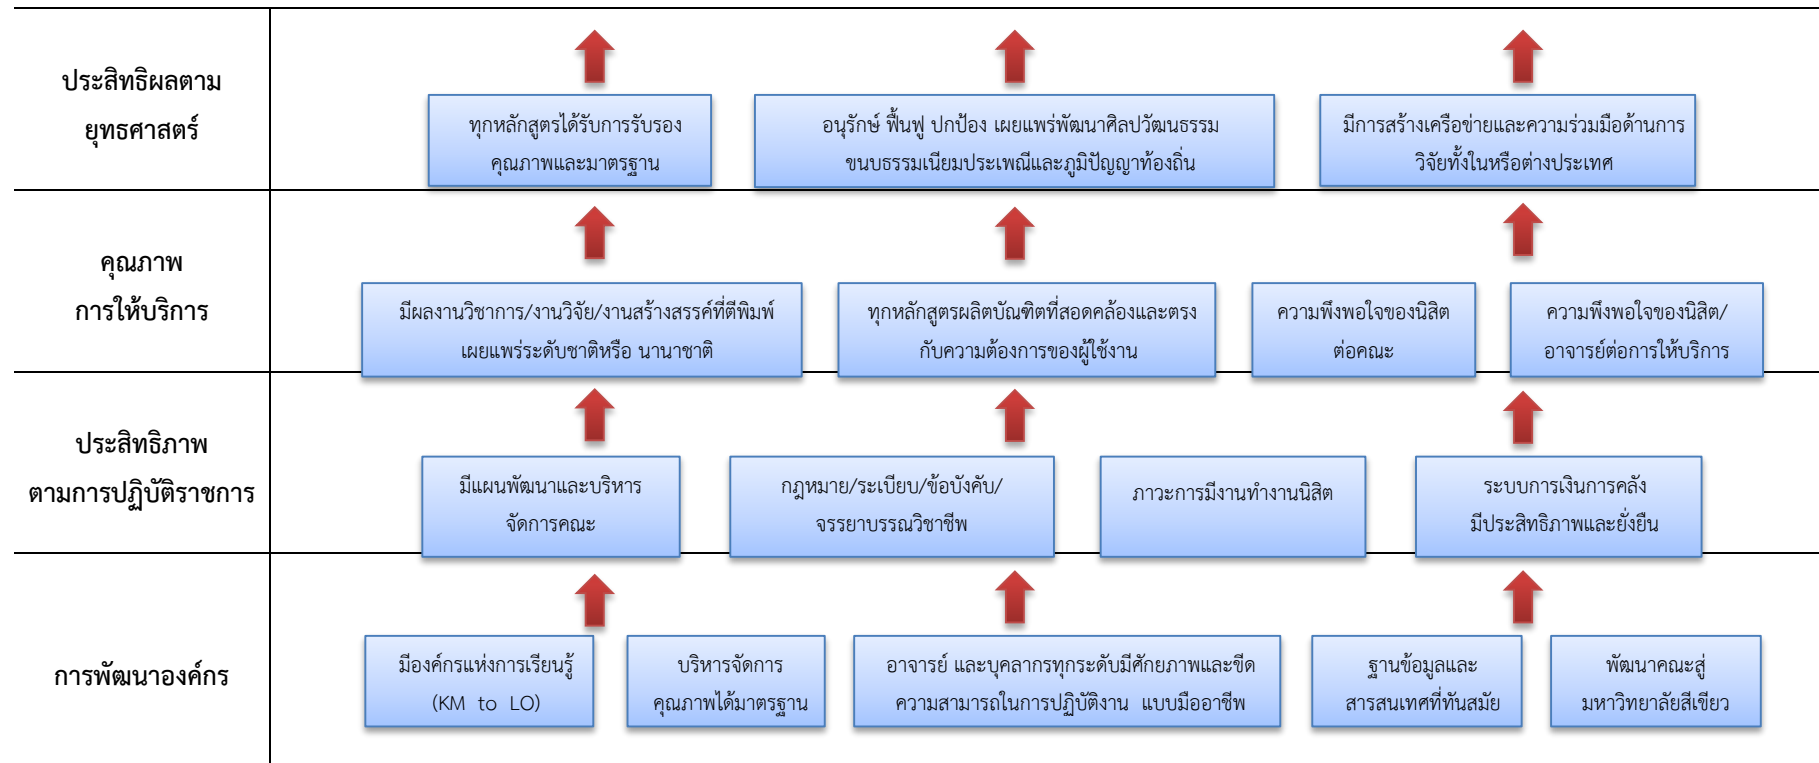 ประสิทธิผลตาม
ยุทธศาสตร์
ทุกหลักสูตรได้รับการรับรอง
คุณภาพและมาตรฐาน
อนุรักษ์ ฟื้นฟู ปกป้อง เผยแพร่พัฒนาศิลปวัฒนธรรม
ขนบธรรมเนียมประเพณีและภูมิปัญญาท้องถิ่น
มีการสร้างเครือข่ายและความร่วมมือด้านการ
วิจัยทั้งในหรือต่างประเทศ
คุณภาพ
การให้บริการ
มีผลงานวิชาการ/งานวิจัย/งานสร้างสรรค์ที่ตีพิมพ์
เผยแพร่ระดับชาติหรือ นานาชาติ
ทุกหลักสูตรผลิตบัณฑิตที่สอดคล้องและตรง
กับความต้องการของผู้ใช้งาน
ความพึงพอใจของนิสิต
ต่อคณะ
ความพึงพอใจของนิสิต/
อาจารย์ต่อการให้บริการ
ประสิทธิภาพ
ตามการปฏิบัติราชการ
มีแผนพัฒนาและบริหาร
จัดการคณะ
กฎหมาย/ระเบียบ/ข้อบังคับ/
จรรยาบรรณวิชาชีพ
ภาวะการมีงานทำงานนิสิต
ระบบการเงินการคลัง
มีประสิทธิภาพและยั่งยืน
การพัฒนาองค์กร
มีองค์กรแห่งการเรียนรู้
(KM to LO)
บริหารจัดการ
คุณภาพได้มาตรฐาน
อาจารย์ และบุคลากรทุกระดับมีศักยภาพและขีด
ความสามารถในการปฏิบัติงาน แบบมืออาชีพ
ฐานข้อมูลและ
สารสนเทศที่ทันสมัย
พัฒนาคณะสู่
มหาวิทยาลัยสีเขียว